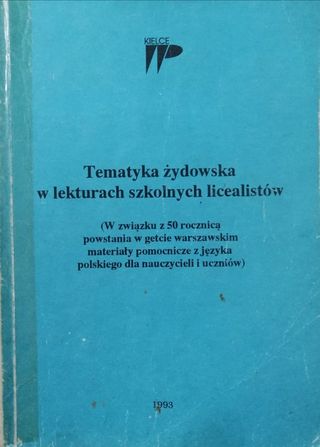 KIELCE
Tematyka żydowska
w lekturach szkolnych licealistów
(W związku z 50 rocznicą
powstania w getcie warszawskim
materiały pomocnicze z języka
polskiego dla nauczycieli i uczniów)
1993